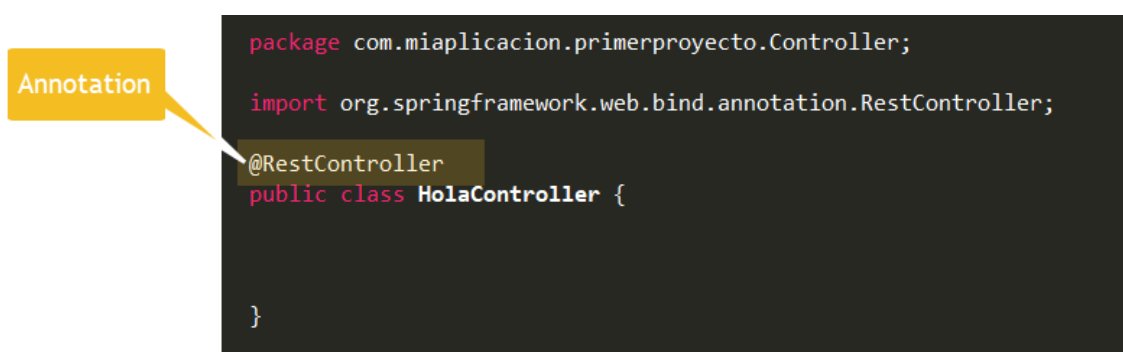 Annotation
package com.miaplicacion.primerproyecto.Controller;
import org.springframework.web.bind.annotation.RestController;
@RestController
public class HolaController {
}